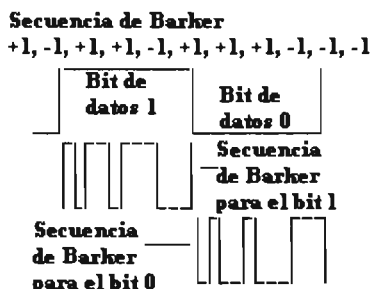 Secuencia de Barker
+1, -1, +1, +1, -1, +1, +1, +1, -1, -1, -1
Bit de
datos 1
Bit de
datos 0
Secuencia
de Barker
para el bit 1
Secuencia
de Barker
para el bit 0